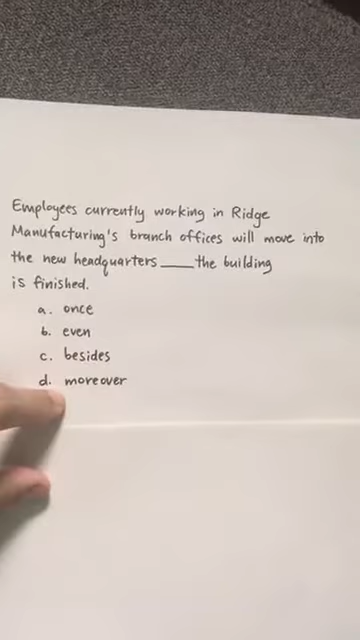 Employees currently working in Ridge
Manufacturing's branch offices will move into
the new headquarters ____ the building
is finished.
a. once
b. even
c. besides
d. moreover